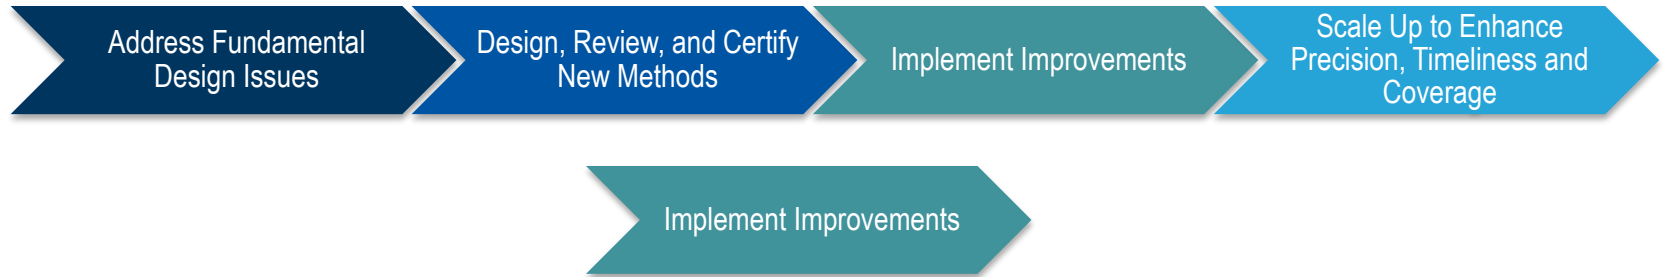 Address Fundamental
Design Issues
Design, Review, and Certify
New Methods
Implement Improvements
Scale Up to Enhance
Precision, Timeliness and
Coverage
Implement Improvements